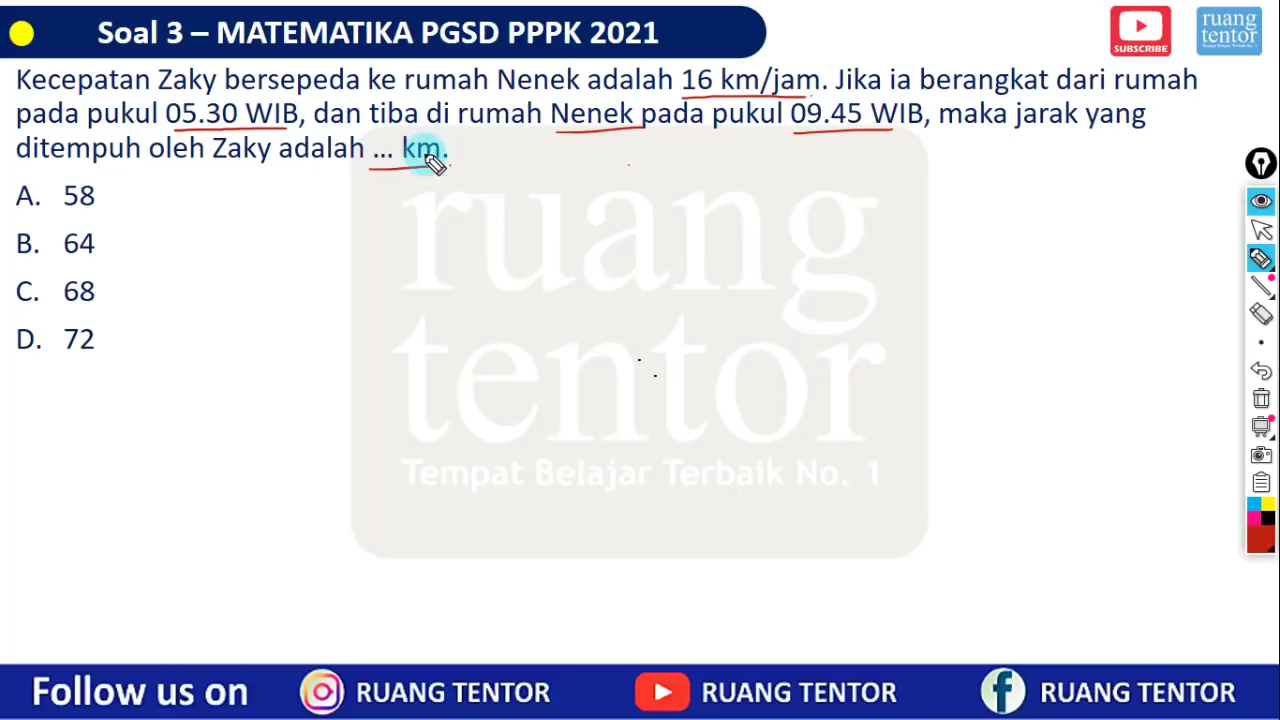 Soal 3 – MATEMATIKA PGSD PPPK 2021
SUBSCRIBE
ruang
tentor
Kecepatan Zaky bersepeda ke rumah Nenek adalah 16 km/jam. Jika ia berangkat dari rumah
pada pukul 05.30 WIB, dan tiba di rumah Nenek pada pukul 09.45 WIB, maka jarak yang
ditempuh oleh Zaky adalah ... km.
A. 58
B. 64
C. 68
D. 72
ruang
tentor
Tempat Belajar Terbaik No. 1
Follow us on RUANG TENTOR RUANG TENTOR RUANG TENTOR